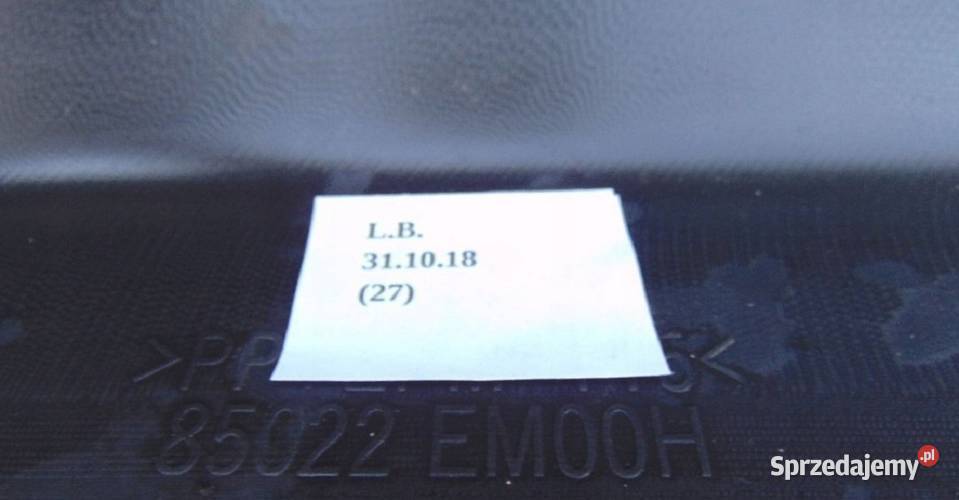 L.B.
31.10.18
(27)
85022 EM00H
Sprzedajemy.pl